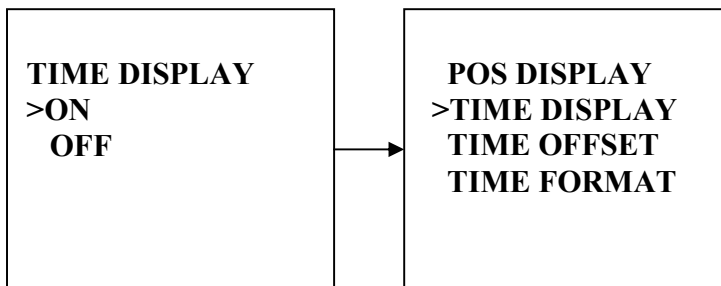 TIME DISPLAY
>ON
OFF
POS DISPLAY
>TIME DISPLAY
TIME OFFSET
TIME FORMAT